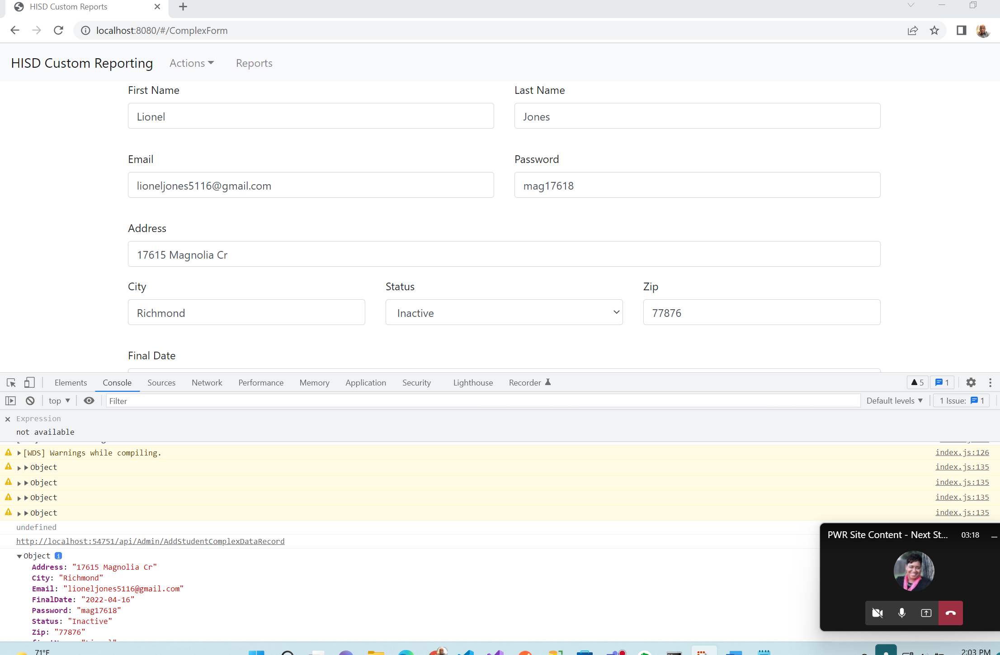 HISD Custom Reports
localhost:8080/#/ComplexForm
HISD Custom Reporting Actions Reports
First Name Last Name
Lionel Jones
Email Password
lioneljones5116@gmail.com mag17618
Address
17615 Magnolia Cr
City Status Zip
Richmond Inactive 77876
Final Date
Elements Console Sources Network Performance Memory Application Security Lighthouse Recorder 5 1
top Filter Default levels 1 Issue: 1
Expression
not available
[WDS] Warnings while compiling. index.js:126
Object index.js:135
Object index.js:135
Object index.js:135
Object index.js:135
undefined
http://localhost:54751/api/Admin/AddStudentComplexDataRecord
PWR Site Content - Next St... 03:18
Object i
Address: "17615 Magnolia Cr"
City: "Richmond"
Email: "lioneljones5116@gmail.com"
FinalDate: "2022-04-16"
Password: "mag17618"
Status: "Inactive"
Zip: "77876"
71°F 2:03 PM